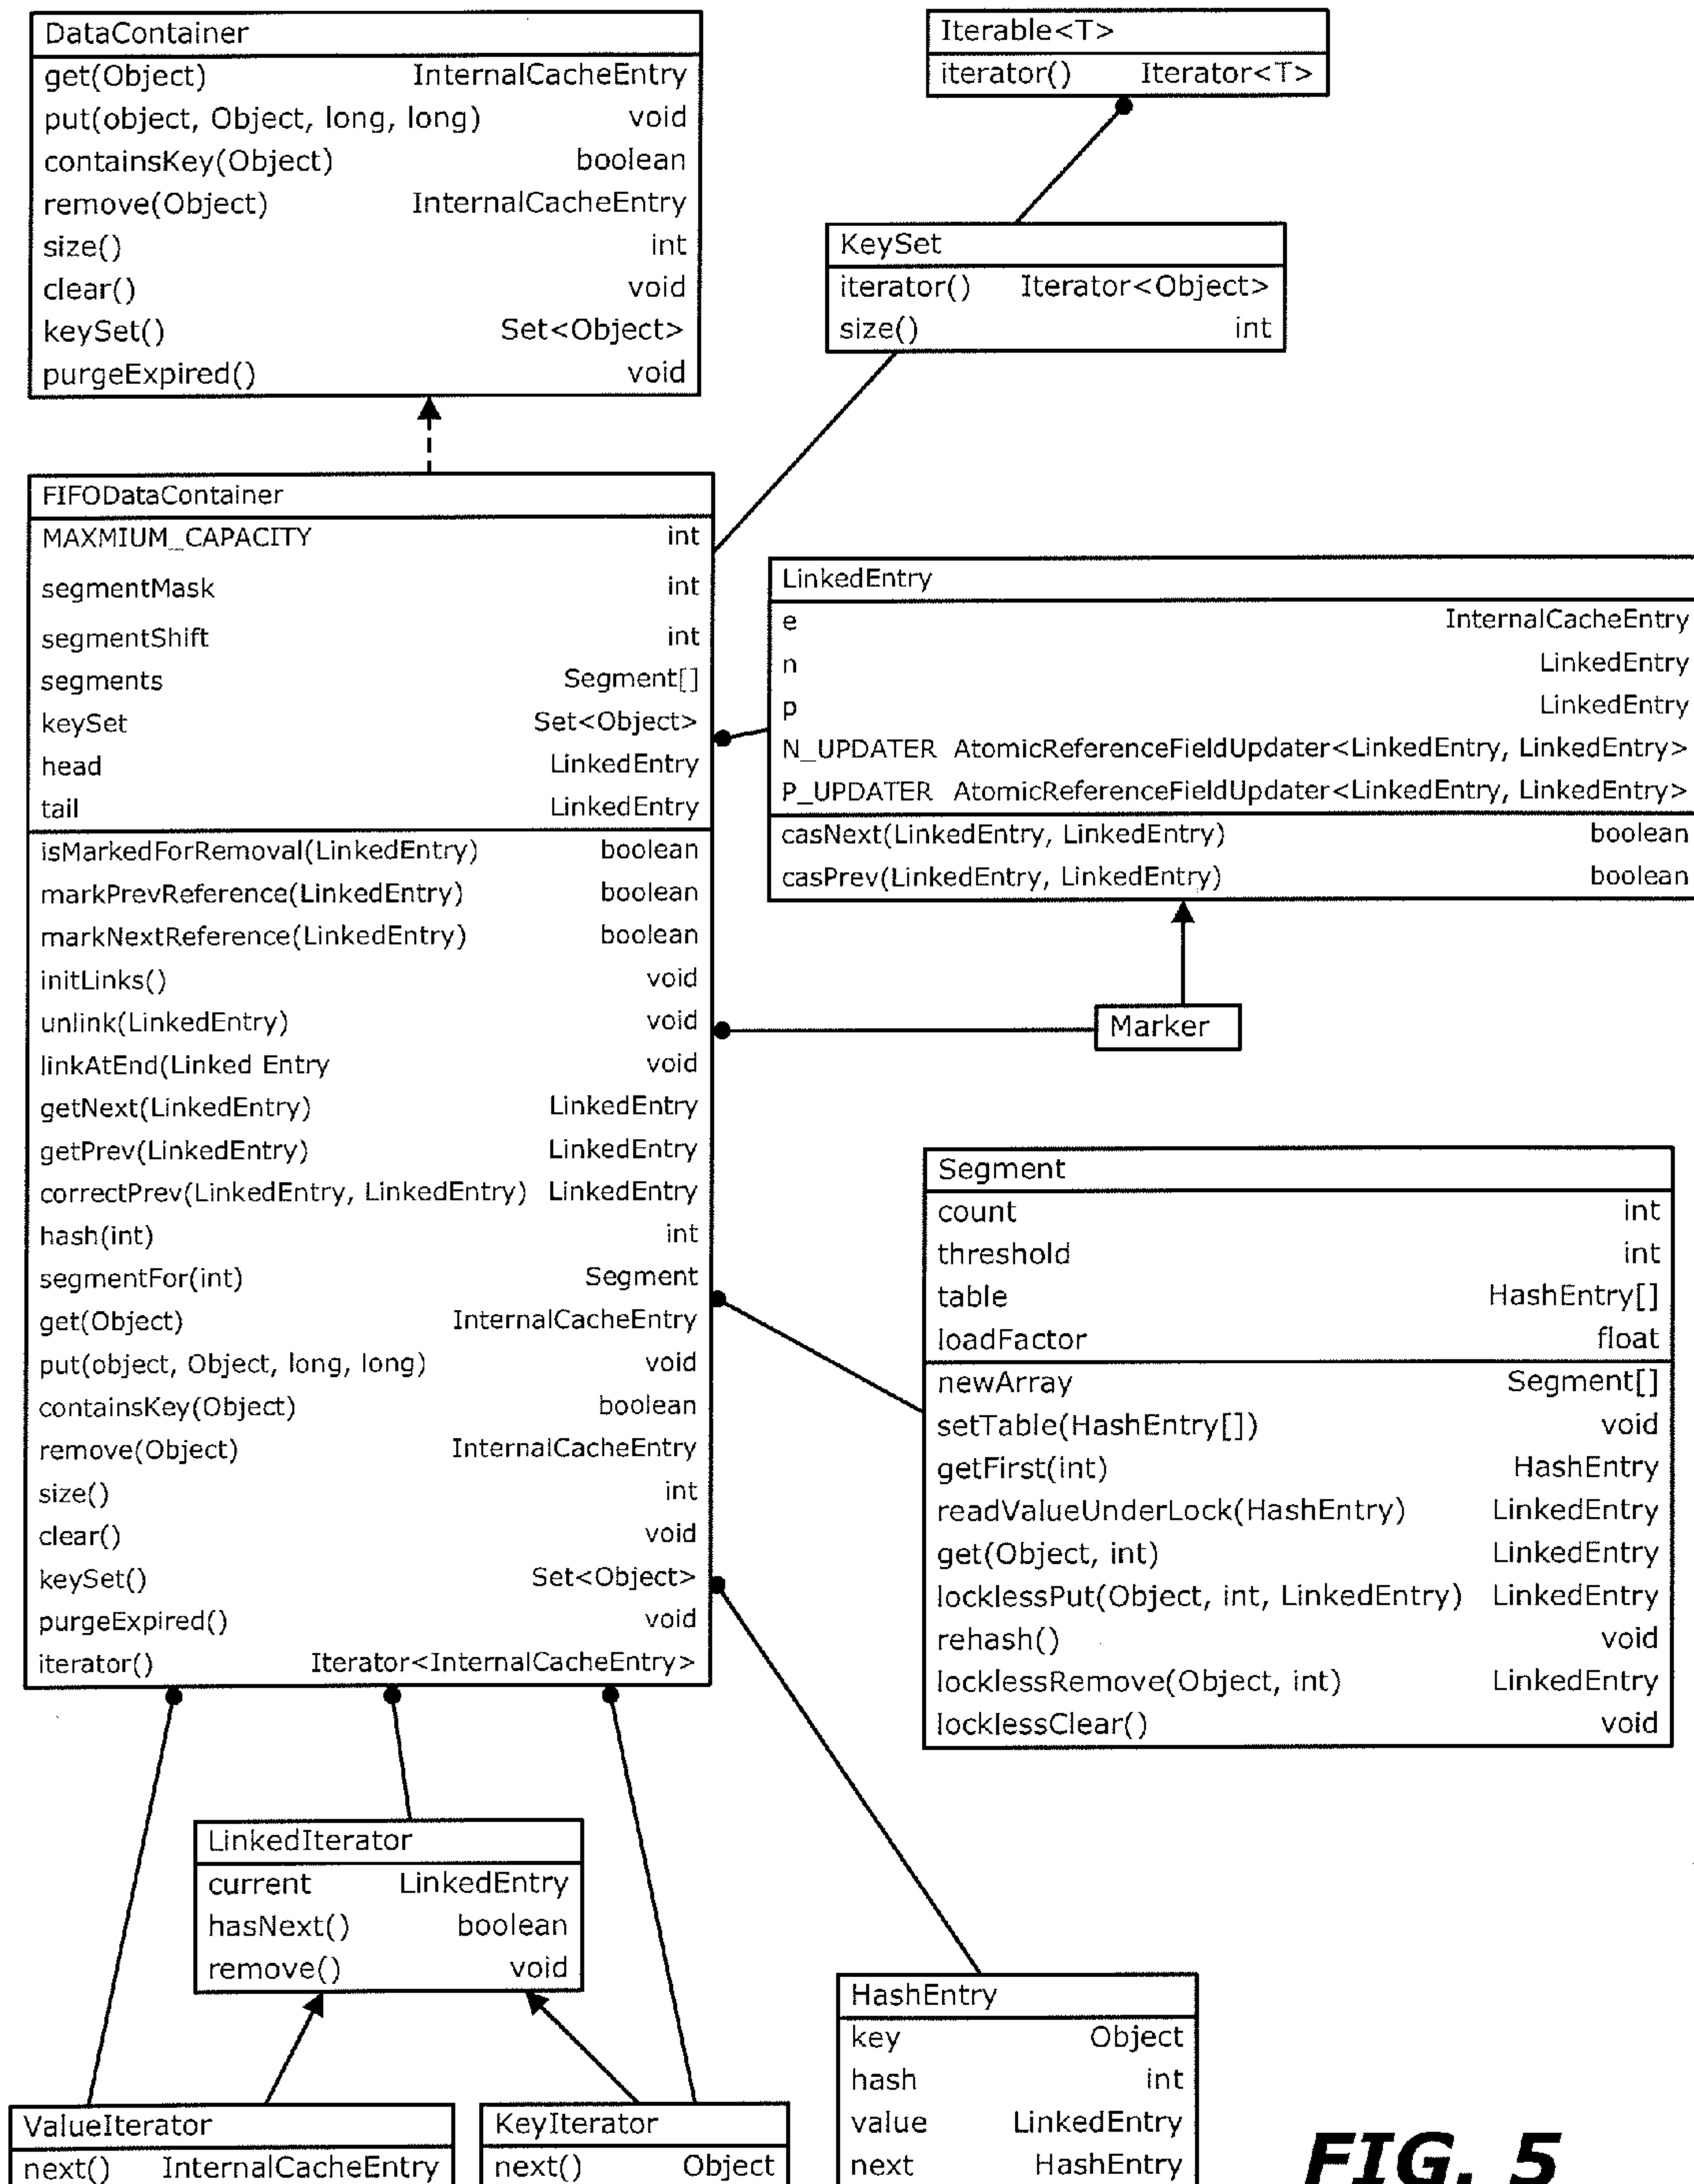 DataContainer
get(Object) InternalCacheEntry
put(object, Object, long, long) void
containsKey(Object) boolean
remove(Object) InternalCacheEntry
size() int
clear() void
keySet() Set<Object>
purgeExpired() void
Iterable<T>
iterator() Iterator<T>
KeySet
iterator() Iterator<Object>
size() int
FIFODataContainer
MAXMIUM_CAPACITY int
segmentMask int
segmentShift int
segments Segment[]
keySet Set<Object>
head LinkedEntry
tail LinkedEntry
isMarkedForRemoval(LinkedEntry) boolean
markPrevReference(LinkedEntry) boolean
markNextReference(LinkedEntry) boolean
initLinks() void
unlink(LinkedEntry) void
linkAtEnd(Linked Entry void
getNext(LinkedEntry) LinkedEntry
getPrev(LinkedEntry) LinkedEntry
correctPrev(LinkedEntry, LinkedEntry) LinkedEntry
hash(int) int
segmentFor(int) Segment
get(Object) InternalCacheEntry
put(object, Object, long, long) void
containsKey(Object) boolean
remove(Object) InternalCacheEntry
size() int
clear() void
keySet() Set<Object>
purgeExpired() void
iterator() Iterator<InternalCacheEntry>
LinkedEntry
e InternalCacheEntry
n LinkedEntry
p LinkedEntry
N_UPDATER AtomicReferenceFieldUpdater<LinkedEntry, LinkedEntry>
P_UPDATER AtomicReferenceFieldUpdater<LinkedEntry, LinkedEntry>
casNext(LinkedEntry, LinkedEntry) boolean
casPrev(LinkedEntry, LinkedEntry) boolean
Marker
Segment
count int
threshold int
table HashEntry[]
loadFactor float
newArray Segment[]
setTable(HashEntry[]) void
getFirst(int) HashEntry
readValueUnderLock(HashEntry) LinkedEntry
get(Object, int) LinkedEntry
locklessPut(Object, int, LinkedEntry) LinkedEntry
rehash() void
locklessRemove(Object, int) LinkedEntry
locklessClear() void
LinkedIterator
current LinkedEntry
hasNext() boolean
remove() void
HashEntry
key Object
hash int
value LinkedEntry
next HashEntry
ValueIterator
next() InternalCacheEntry
KeyIterator
next() Object
FIG. 5